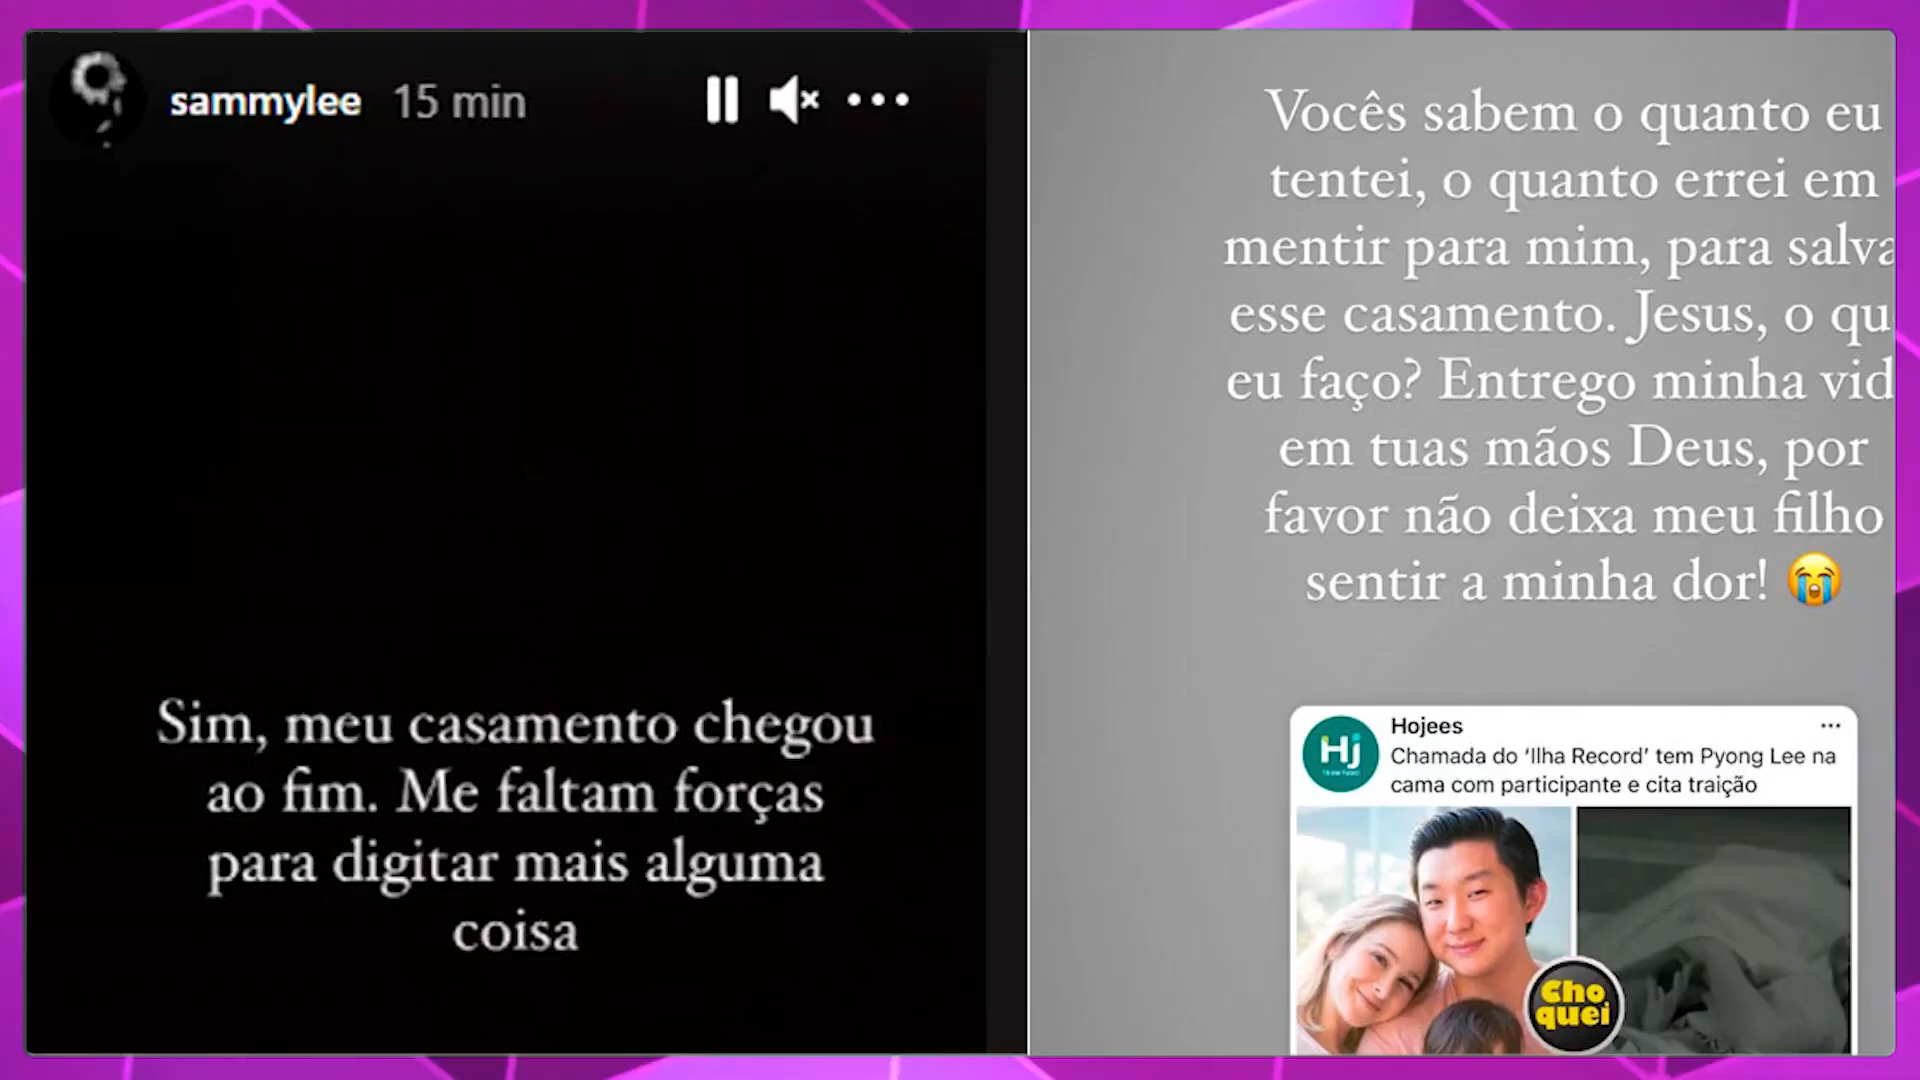 sammylee 15 min
Sim, meu casamento chegou
ao fim. Me faltam forças
para digitar mais alguma
coisa
Vocês sabem o quanto eu
tentei, o quanto errei em
mentir para mim, para salva
esse casamento. Jesus, o qu
eu faço? Entrego minha vid
em tuas mãos Deus, por
favor não deixa meu filho
sentir a minha dor! 😭
Hj
Hojees
Chamada do ‘Ilha Record’ tem Pyong Lee na
cama com participante e cita traição
Cho
quei